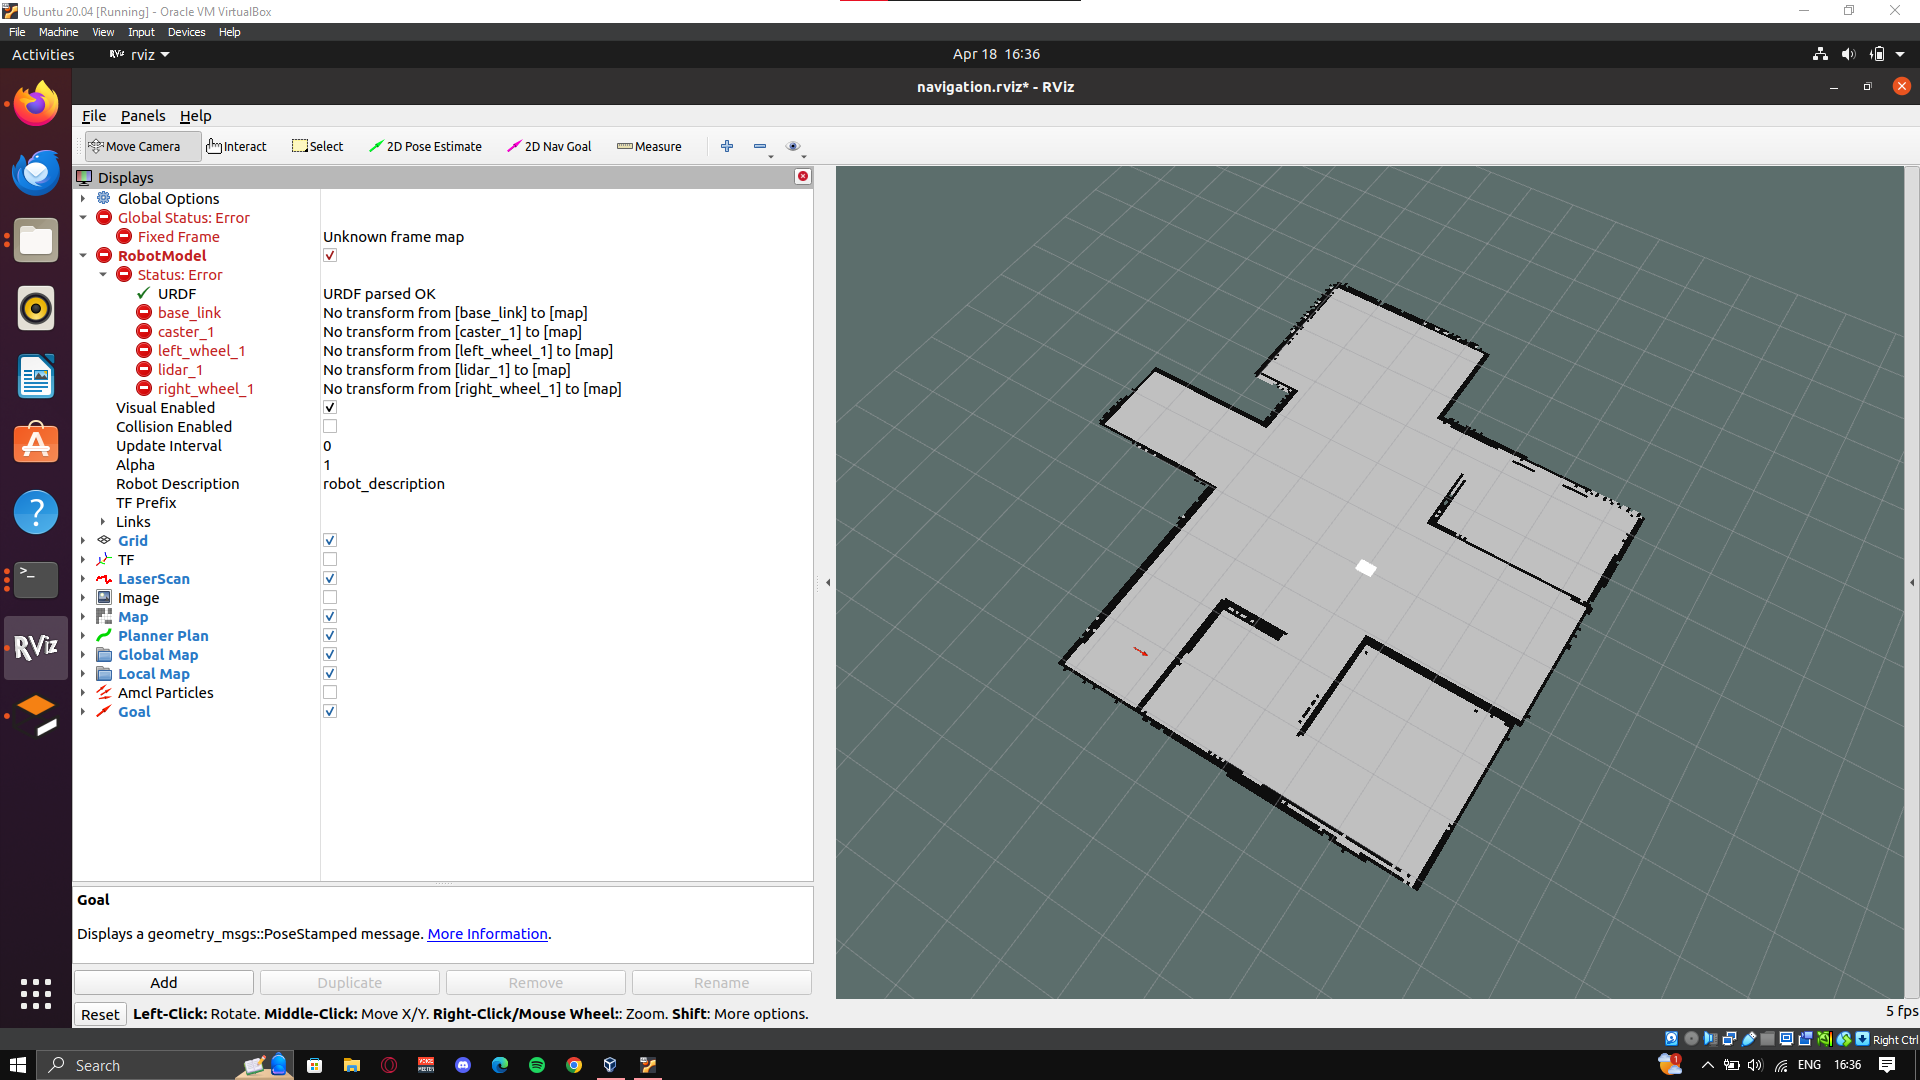 Ubuntu 20.04 [Running] - Oracle VM VirtualBox
File Machine View Input Devices Help
Activities RViz rviz Apr 18 16:36
navigation.rviz* - RViz
File Panels Help
Move Camera Interact Select 2D Pose Estimate 2D Nav Goal Measure
Displays
Global Options
Global Status: Error
Fixed Frame Unknown frame map
RobotModel
Status: Error
URDF URDF parsed OK
base_link No transform from [base_link] to [map]
caster_1 No transform from [caster_1] to [map]
left_wheel_1 No transform from [left_wheel_1] to [map]
lidar_1 No transform from [lidar_1] to [map]
right_wheel_1 No transform from [right_wheel_1] to [map]
Visual Enabled
Collision Enabled
Update Interval 0
Alpha 1
Robot Description robot_description
TF Prefix
Links
Grid
TF
LaserScan
Image
Map
Planner Plan
RViz
Global Map
Local Map
Amcl Particles
Goal
Goal
Displays a geometry_msgs::PoseStamped message. More Information.
Add Duplicate Remove Rename
Reset Left-Click: Rotate. Middle-Click: Move X/Y. Right-Click/Mouse Wheel:: Zoom. Shift: More options. 5 fps
Right Ctrl
Search ENG 16:36